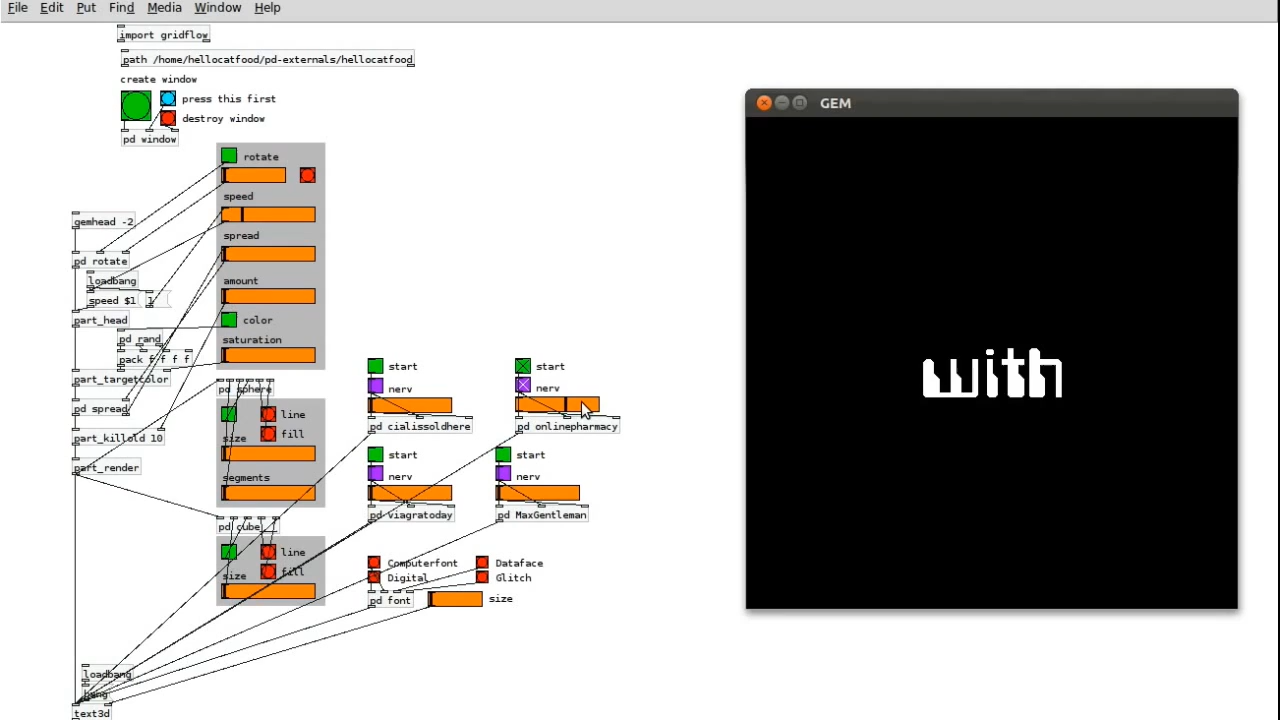 File Edit Put Find Media Window Help
import gridflow
path /home/hellocatfood/pd-externals/hellocatfood
create window
press this first
destroy window
pd window
rotate
speed
gemhead -2
spread
pd rotate
loadbang
amount
speed $1
1
part_head
color
pd rand
saturation
pack f f f f
part_targetcolor
pd sphere
pd spread
line
size
fill
part_killold 10
part_render
segments
pd cube
line
size
fill
start
nerv
pd cialissoldhere
start
nerv
pd onlinepharmacy
start
nerv
pd viagratoday
start
nerv
pd MaxGentleman
Computerfont
Dataface
Digital
Glitch
pd font
size
loadbang
bang
text3d
GEM
with